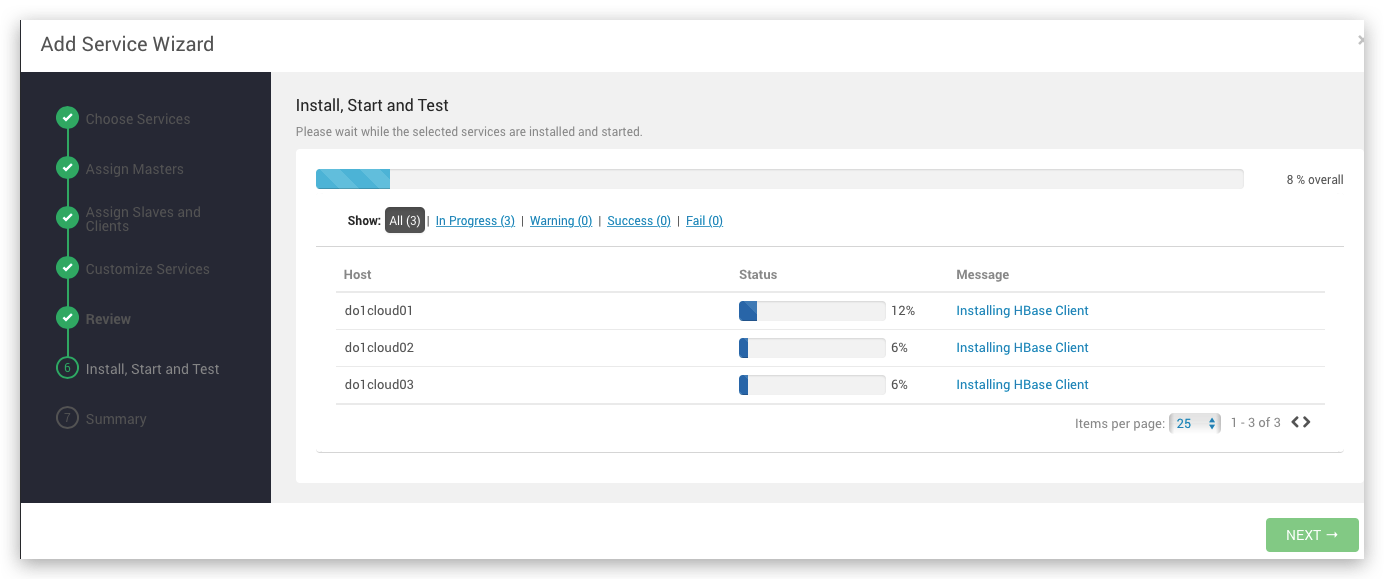 Add Service Wizard
×
Choose Services
Assign Masters
Assign Slaves and
Clients
Customize Services
Review
6 Install, Start and Test
7 Summary
Install, Start and Test
Please wait while the selected services are installed and started.
8 % overall
Show: All (3) | In Progress (3) | Warning (0) | Success (0) | Fail (0)
Host Status Message
do1cloud01 12% Installing HBase Client
do1cloud02 6% Installing HBase Client
do1cloud03 6% Installing HBase Client
Items per page: 25 1 - 3 of 3
NEXT →